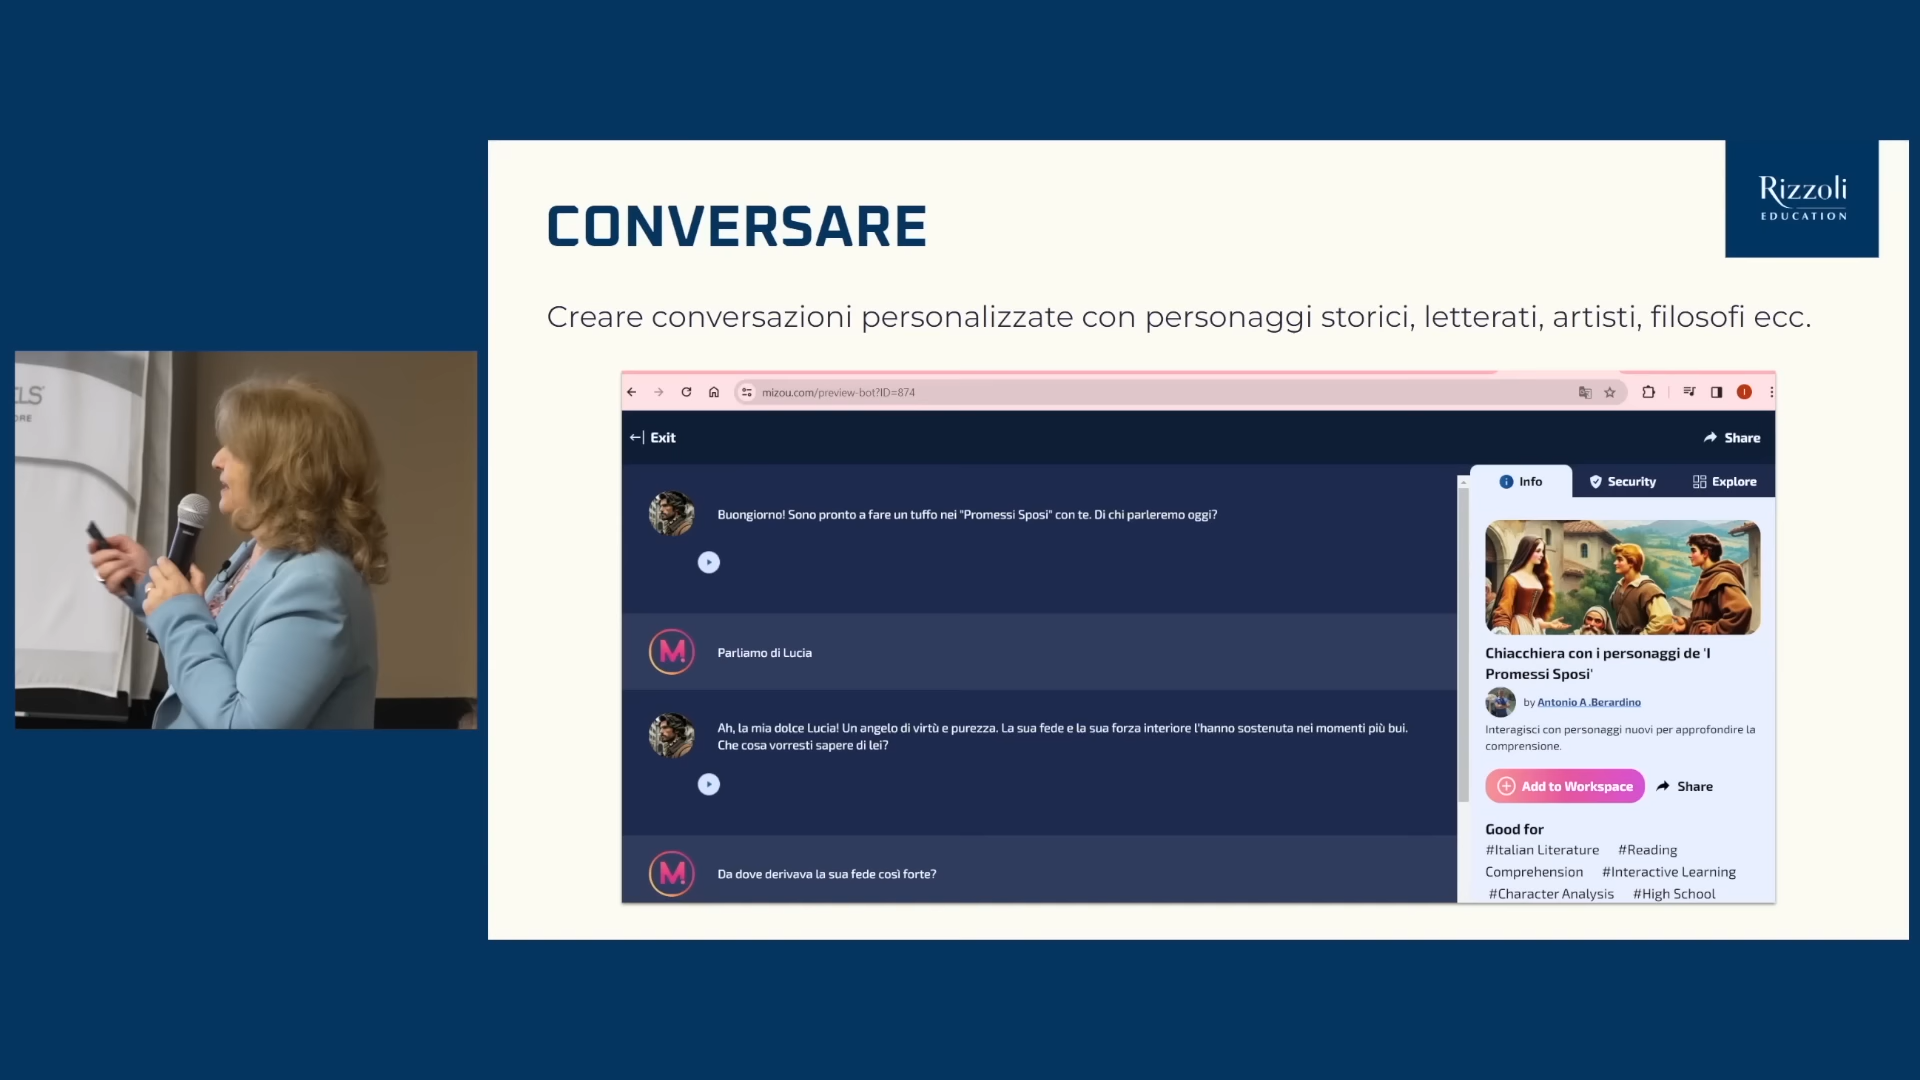 CLS
ORE
CONVERSARE
Rizzoli
EDUCATION
Creare conversazioni personalizzate con personaggi storici, letterati, artisti, filosofi ecc.
mizou.com/preview-bot?ID=874
Exit
Share
Info
Security
Explore
Buongiorno! Sono pronto a fare un tuffo nei "Promessi Sposi" con te. Di chi parleremo oggi?
M
Parliamo di Lucia
Ah, la mia dolce Lucia! Un angelo di virtù e purezza. La sua fede e la sua forza interiore l'hanno sostenuta nei momenti più bui.
Che cosa vorresti sapere di lei?
M
Da dove derivava la sua fede così forte?
Chiacchiera con i personaggi de 'I
Promessi Sposi'
by Antonio A .Berardino
Interagisci con personaggi nuovi per approfondire la
comprensione.
Add to Workspace
Share
Good for
#Italian Literature #Reading
Comprehension #Interactive Learning
#Character Analysis #High School